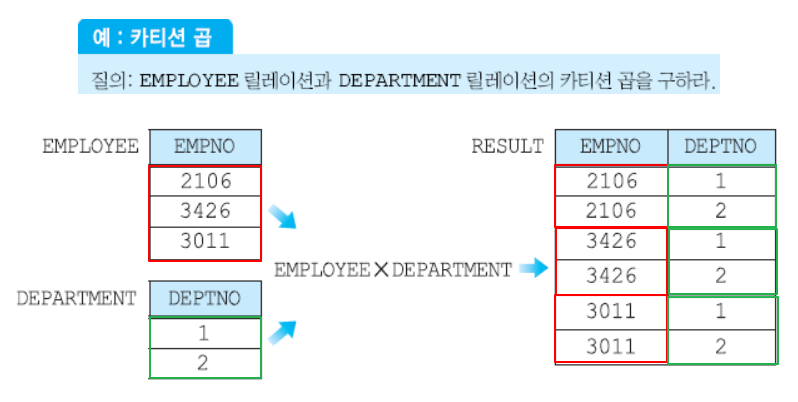 예 : 카티션 곱
질의: EMPLOYEE 릴레이션과 DEPARTMENT 릴레이션의 카티션 곱을 구하라.
EMPLOYEE
EMPNO
2106
3426
3011
DEPARTMENT
DEPTNO
1
2
EMPLOYEE×DEPARTMENT
RESULT
EMPNO DEPTNO
2106 1
2106 2
3426 1
3426 2
3011 1
3011 2